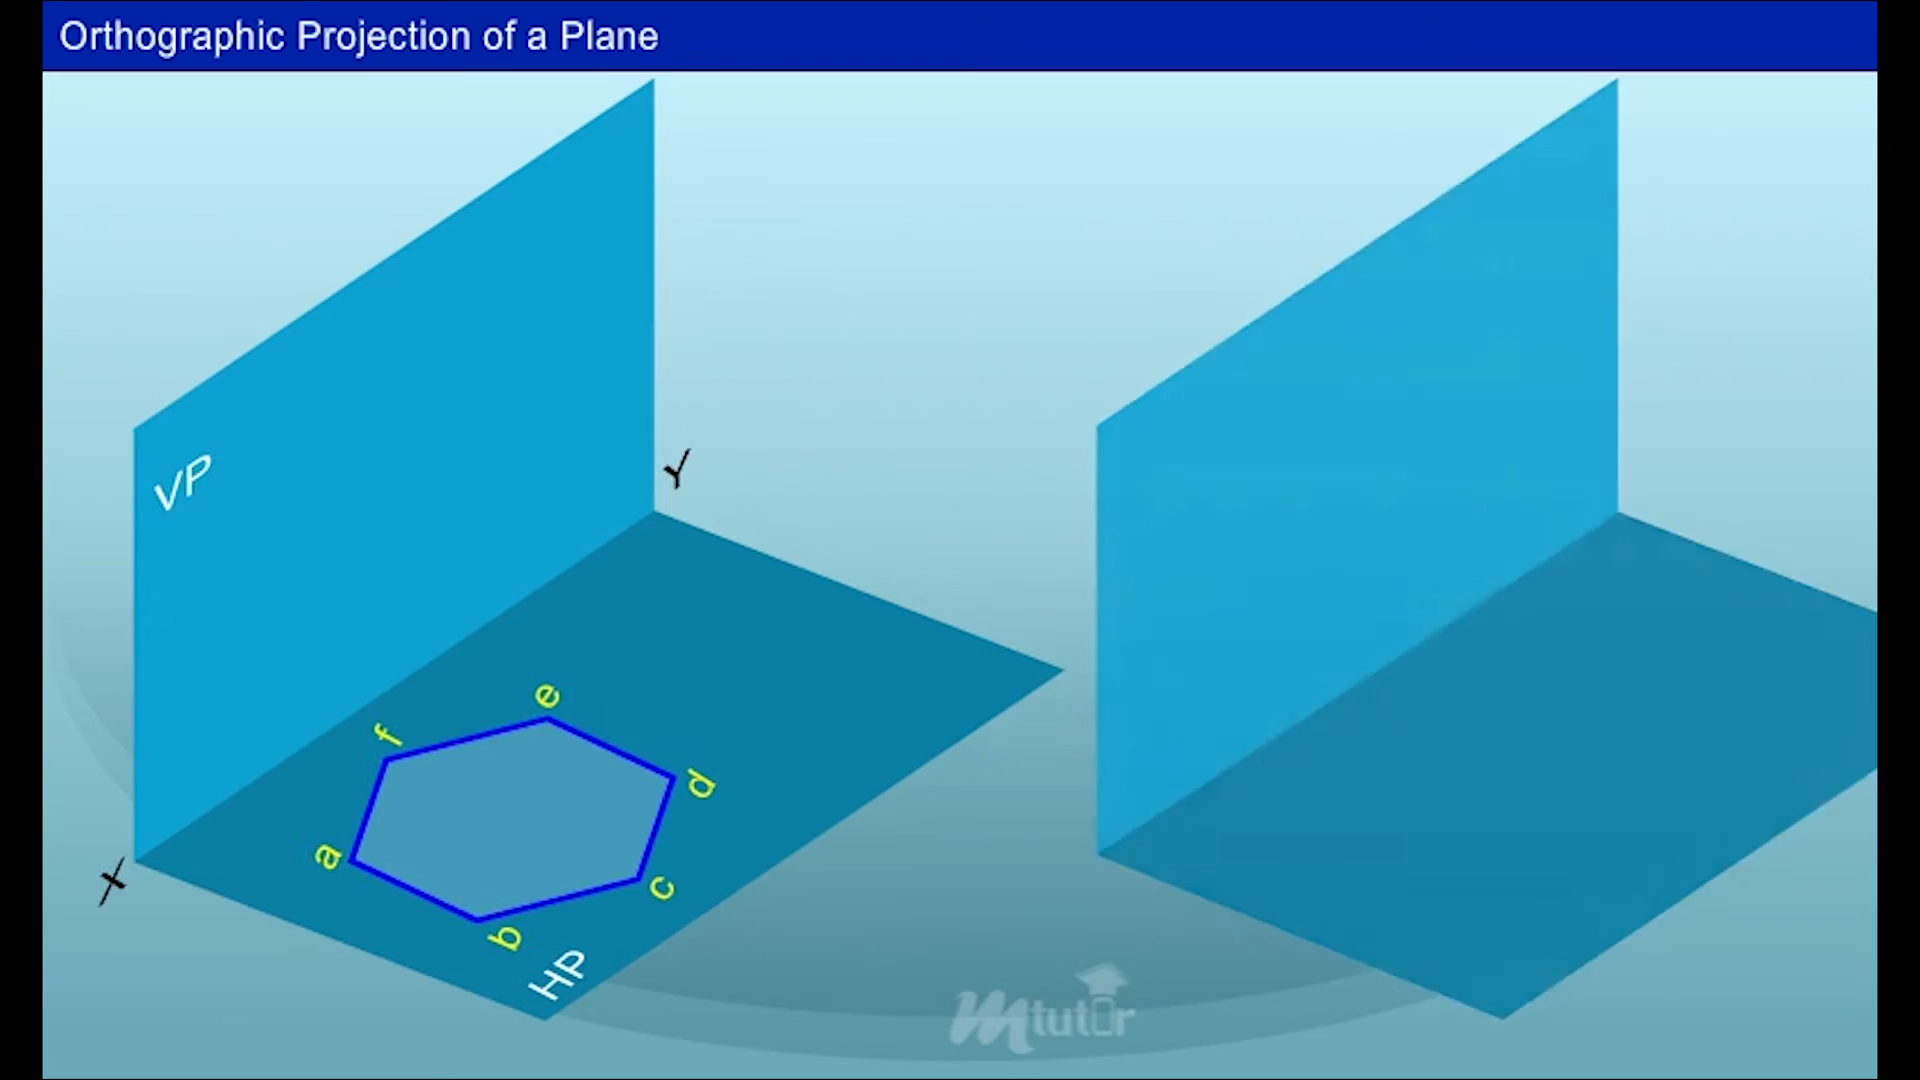 Orthographic Projection of a Plane
VP
Y
e
f
d
a
X
c
b
HP
mtutor